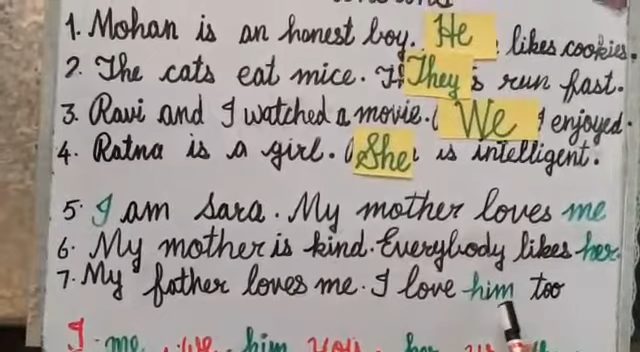 1. Mohan is an honest boy. He likes cookies.
2. The cats eat mice. They run fast.
3. Ravi and I watched a movie. We enjoyed.
4. Ratna is a girl. She is intelligent.
5. I am sara. My mother loves me
6. My mother is kind. Everybody likes her.
7. My father loves me. I love him too
I me him you